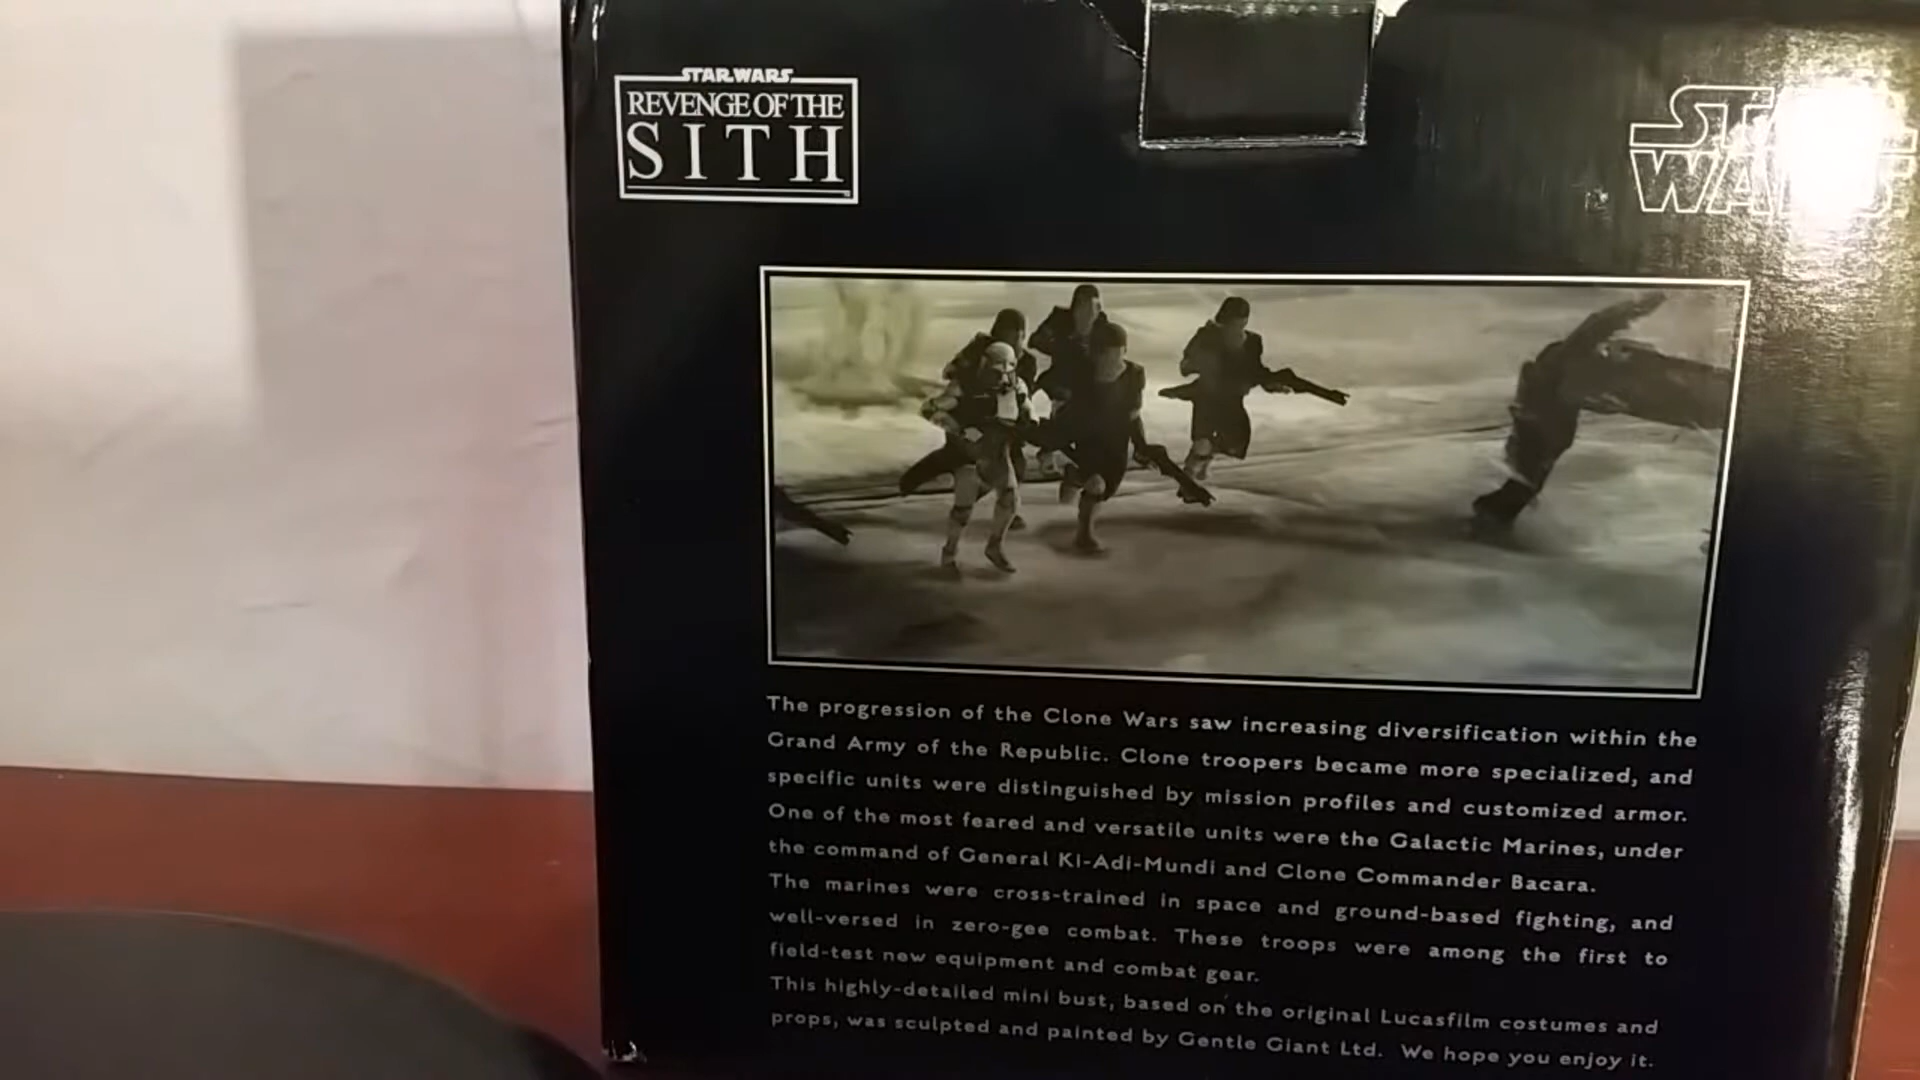 STAR WARS
REVENGE OF THE
SITH
ST
WA
The progression of the Clone Wars saw increasing diversification within the
Grand Army of the Republic. Clone troopers became more specialized, and
specific units were distinguished by mission profiles and customized armor.
One of the most feared and versatile units were the Galactic Marines, under
the command of General Ki-Adi-Mundi and Clone Commander Bacara.
The marines were cross-trained in space and ground-based fighting, and
well-versed in zero-gee combat. These troops were among the first to
field-test new equipment and combat gear.
This highly-detailed mini bust, based on the original Lucasfilm costumes and
props, was sculpted and painted by Gentle Giant Ltd. We hope you enjoy it.